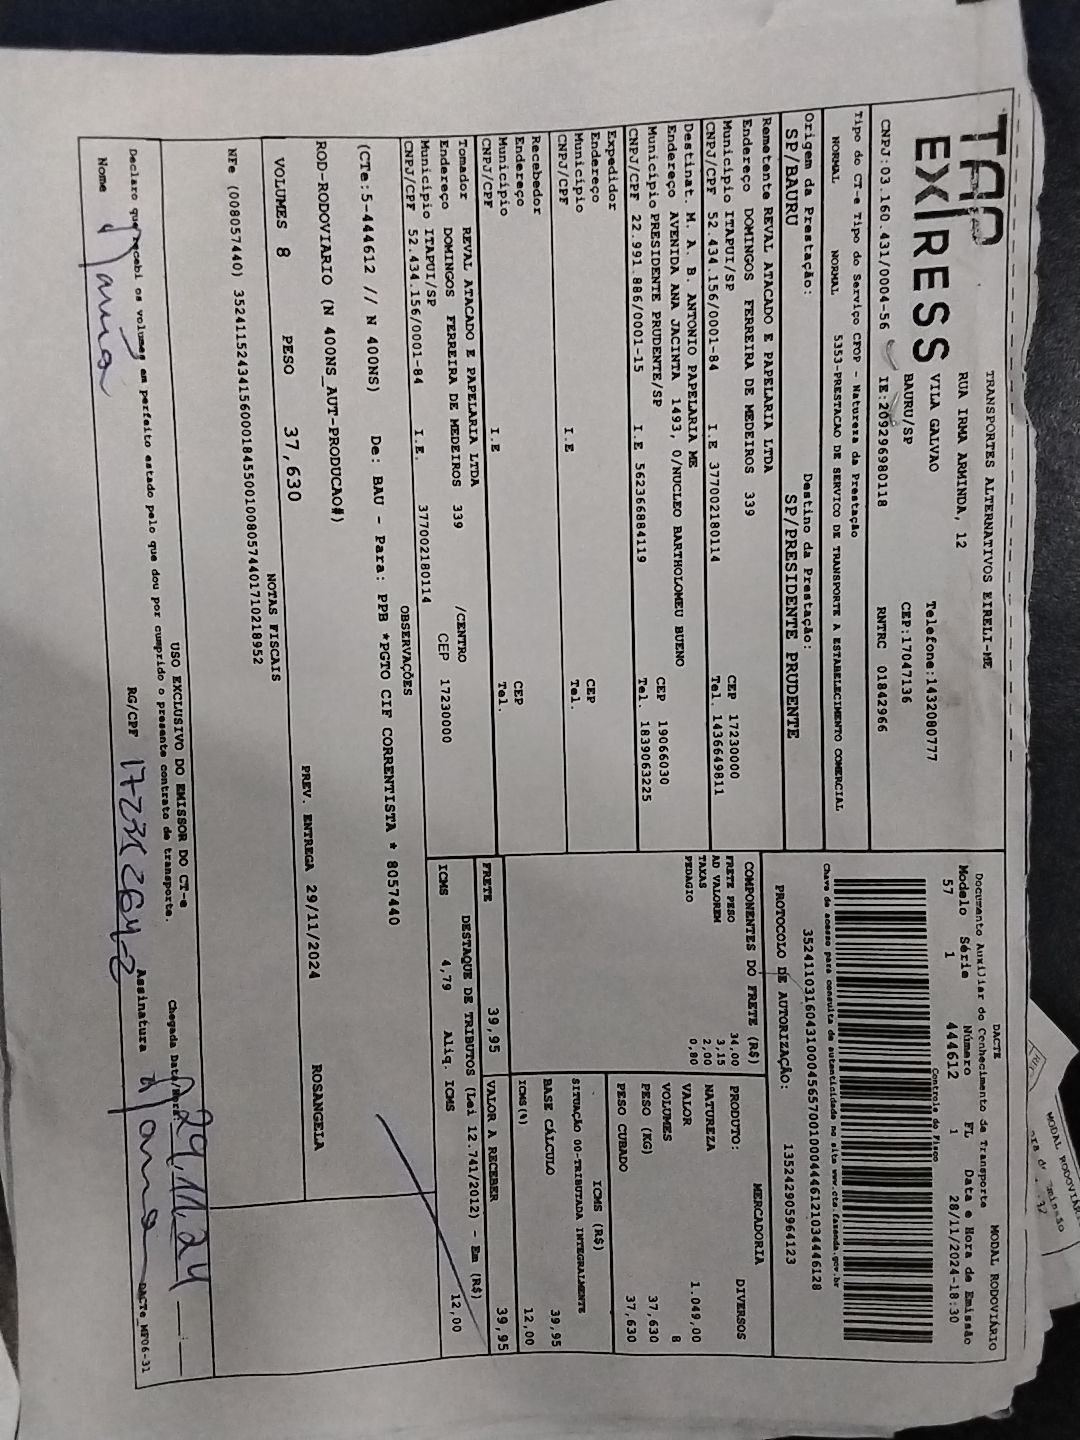 TAP
EX/RESS
TRANSPORTES ALTERNATIVOS EIRELI-ME
RUA IRMA ARMINDA, 12
VILA GALVAO Telefone:1432080777
BAURU/SP CEP:17047136
CNPJ:03.160.431/0004-56 IE:209296980118 RNTRC 01842966
DACTE MODAL RODOVIÁRIO
Documento Auxiliar do Conhecimento de Transporte
Modelo Série Número FL Data e Hora de Emissão
57 1 444612 1 28/11/2024-18:30
Controle do Fisco
Chave de acesso para consulta de autenticidade no site www.cte.fazenda.gov.br
35241103160431000456570010004446121034446128
PROTOCOLO DE AUTORIZAÇÃO: 135242905964123
Tipo do CT-e Tipo do Serviço CFOP - Natureza da Prestação
NORMAL NORMAL 5353-PRESTACAO DE SERVICO DE TRANSPORTE A ESTABELECIMENTO COMERCIAL
Origem da Prestação: Destino da Prestação:
SP/BAURU SP/PRESIDENTE PRUDENTE
Remetente REVAL ATACADO E PAPELARIA LTDA
Endereço DOMINGOS FERREIRA DE MEDEIROS 339
Município ITAPUI/SP CEP 17230000
CNPJ/CPF 52.434.156/0001-84 I.E 377002180114 Tel. 1436649811
Destinat. M. A. B. ANTONIO PAPELARIA ME
Endereço AVENIDA ANA JACINTA 1493, 0/NUCLEO BARTHOLOMEU BUENO
Município PRESIDENTE PRUDENTE/SP CEP 19066030
CNPJ/CPF 22.991.886/0001-15 I.E 562366884119 Tel. 1839063225
Expedidor
Endereço
Município CEP
CNPJ/CPF I.E Tel.
Recebedor
Endereço
Município CEP
CNPJ/CPF I.E Tel.
Tomador REVAL ATACADO E PAPELARIA LTDA
Endereço DOMINGOS FERREIRA DE MEDEIROS 339 /CENTRO
Município ITAPUI/SP CEP 17230000
CNPJ/CPF 52.434.156/0001-84 I.E. 377002180114
COMPONENTES DO FRETE (R$)
FRETE PESO 34,00
AD VALOREM 3,15
TAXAS 2,00
PEDAGIO 0,80
MERCADORIA
PRODUTO: DIVERSOS
NATUREZA
VALOR 1.049,00
VOLUMES 8
PESO (KG) 37,630
PESO CUBADO 37,630
ICMS (R$)
SITUAÇÃO 00-TRIBUTADA INTEGRALMENTE
BASE CÁLCULO 39,95
ICMS(%) 12,00
FRETE 39,95 VALOR A RECEBER 39,95
DESTAQUE DE TRIBUTOS (Lei 12.741/2012) - Em (R$)
ICMS 4,79 Aliq. ICMS 12,00
OBSERVAÇÕES
(CTe:5-444612 // N 400NS) De: BAU - Para: PPB *PGTO CIF CORRENTISTA * 8057440
ROD-RODOVIARIO (N 400NS_AUT-PRODUCAO#)
PREV. ENTREGA 29/11/2024 ROSANGELA
VOLUMES 8 PESO 37,630
NOTAS FISCAIS
NFe (008057440) 35241152434156000184550010080574401710218952
USO EXCLUSIVO DO EMISSOR DO CT-e
Declaro que recebi os volumes em perfeito estado pelo que dou por cumprido o presente contrato de transporte.
Chegada Data/Hora: 29,11,24
Nome RG/CPF Assinatura
DACTe_MF06-31
MODAL RODOVIÁR